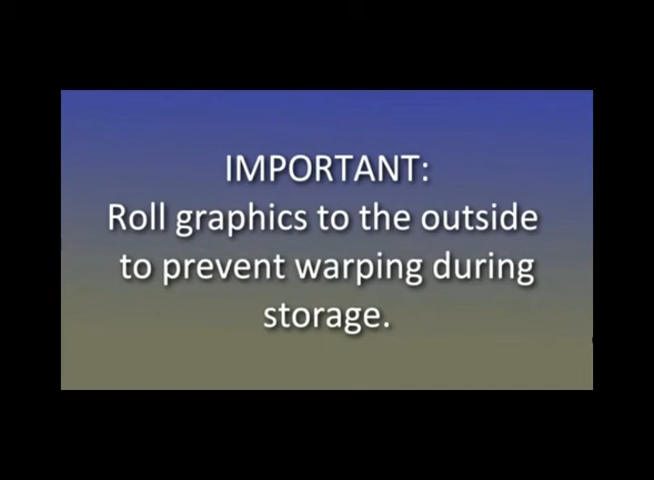 IMPORTANT:
Roll graphics to the outside
to prevent warping during
storage.